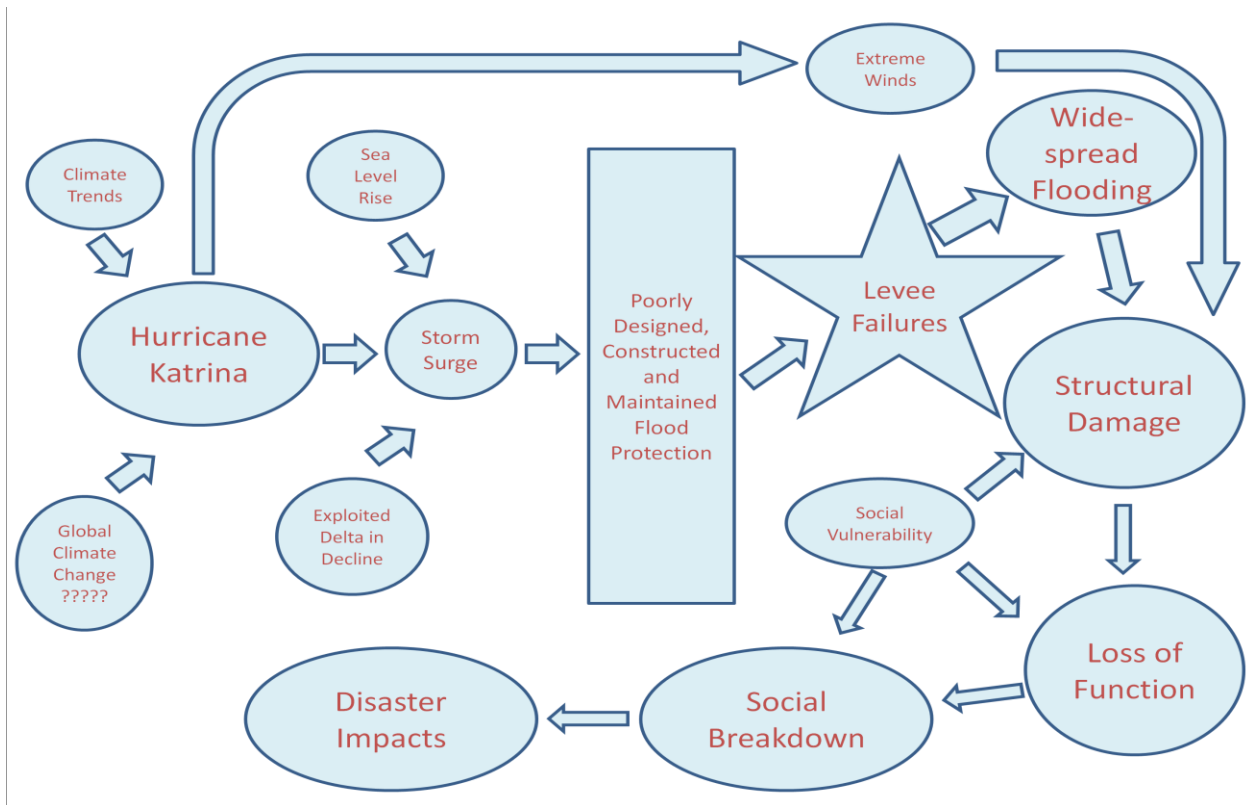 Extreme
Winds
Wide-
spread
Flooding
Climate
Trends
Sea
Level
Rise
Hurricane
Katrina
Storm
Surge
Poorly
Designed,
Constructed
and
Maintained
Flood
Protection
Levee
Failures
Structural
Damage
Global
Climate
Change
?????
Exploited
Delta in
Decline
Social
Vulnerability
Loss of
Function
Social
Breakdown
Disaster
Impacts